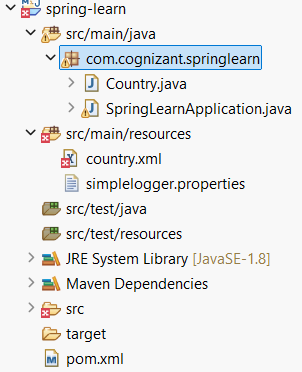 spring-learn
src/main/java
com.cognizant.springlearn
Country.java
SpringLearnApplication.java
src/main/resources
country.xml
simplelogger.properties
src/test/java
src/test/resources
JRE System Library [JavaSE-1.8]
Maven Dependencies
src
target
pom.xml